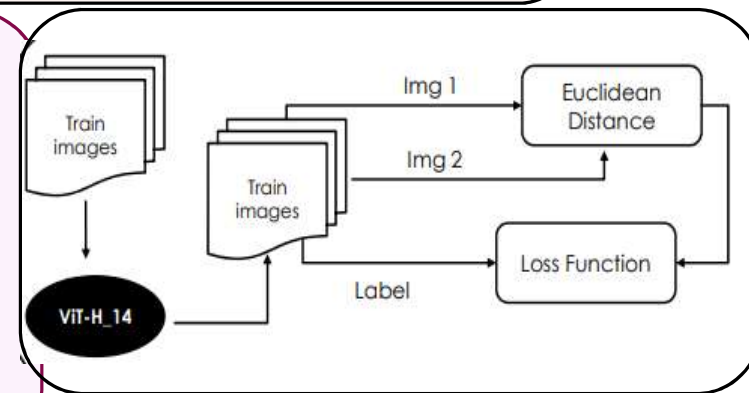 Train
images
ViT-H_14
Train
images
Img 1
Img 2
Label
Euclidean
Distance
Loss Function